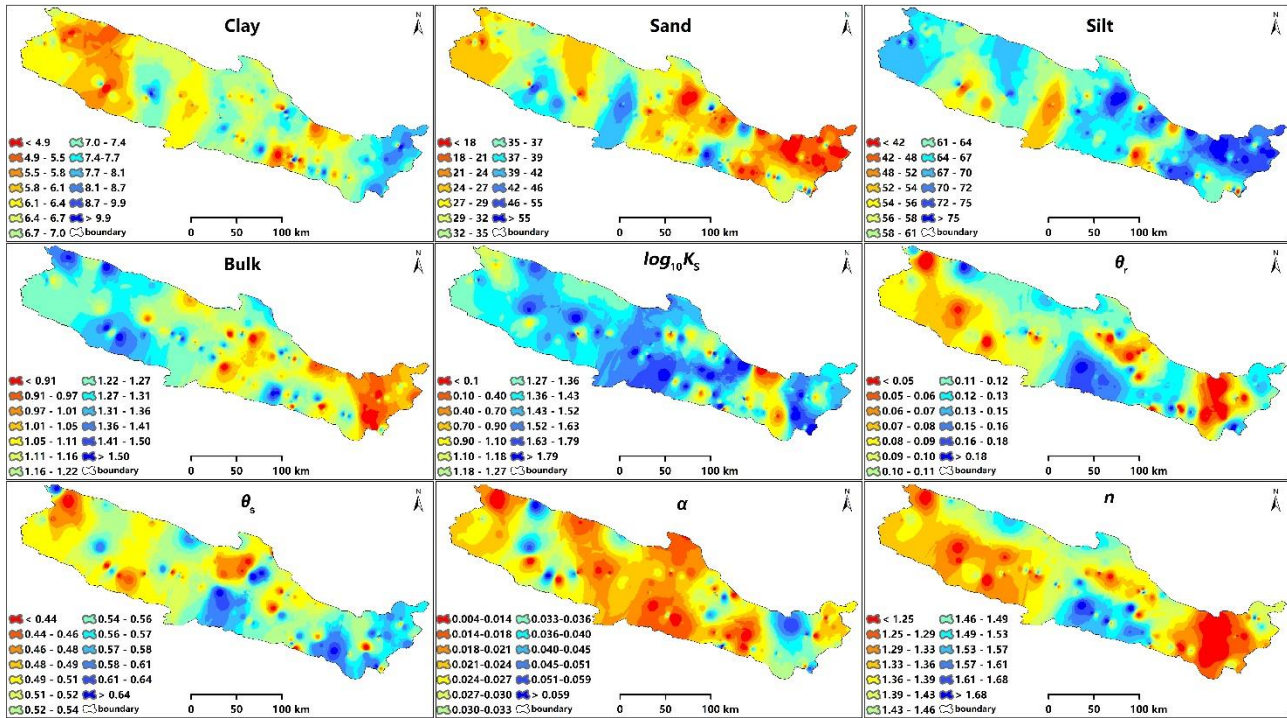 Clay
N
< 4.9 7.0 - 7.4
4.9 - 5.5 7.4-7.7
5.5 - 5.8 7.7 - 8.1
5.8 - 6.1 8.1 - 8.7
6.1 - 6.4 8.7 - 9.9
6.4 - 6.7 > 9.9
6.7 - 7.0 boundary
0 50 100 km
Sand
N
< 18 35 - 37
18 - 21 37 - 39
21 - 24 39 - 42
24 - 27 42 - 46
27 - 29 46 - 55
29 - 32 > 55
32 - 35 boundary
0 50 100 km
Silt
N
< 42 61 - 64
42 - 48 64 - 67
48 - 52 67 - 70
52 - 54 70 - 72
54 - 56 72 - 75
56 - 58 > 75
58 - 61 boundary
0 50 100 km
Bulk
N
< 0.91 1.22 - 1.27
0.91 - 0.97 1.27 - 1.31
0.97 - 1.01 1.31 - 1.36
1.01 - 1.05 1.36 - 1.41
1.05 - 1.11 1.41 - 1.50
1.11 - 1.16 > 1.50
1.16 - 1.22 boundary
0 50 100 km
log₁₀Kₛ
N
< 0.1 1.27 - 1.36
0.10 - 0.40 1.36 - 1.43
0.40 - 0.70 1.43 - 1.52
0.70 - 0.90 1.52 - 1.63
0.90 - 1.10 1.63 - 1.79
1.10 - 1.18 > 1.79
1.18 - 1.27 boundary
0 50 100 km
θᵣ
N
< 0.05 0.11 - 0.12
0.05 - 0.06 0.12 - 0.13
0.06 - 0.07 0.13 - 0.15
0.07 - 0.08 0.15 - 0.16
0.08 - 0.09 0.16 - 0.18
0.09 - 0.10 > 0.18
0.10 - 0.11 boundary
0 50 100 km
θₛ
N
< 0.44 0.54 - 0.56
0.44 - 0.46 0.56 - 0.57
0.46 - 0.48 0.57 - 0.58
0.48 - 0.49 0.58 - 0.61
0.49 - 0.51 0.61 - 0.64
0.51 - 0.52 > 0.64
0.52 - 0.54 boundary
0 50 100 km
α
N
0.004-0.014 0.033-0.036
0.014-0.018 0.036-0.040
0.018-0.021 0.040-0.045
0.021-0.024 0.045-0.051
0.024-0.027 0.051-0.059
0.027-0.030 > 0.059
0.030-0.033 boundary
0 50 100 km
n
N
< 1.25 1.46 - 1.49
1.25 - 1.29 1.49 - 1.53
1.29 - 1.33 1.53 - 1.57
1.33 - 1.36 1.57 - 1.61
1.36 - 1.39 1.61 - 1.68
1.39 - 1.43 > 1.68
1.43 - 1.46 boundary
0 50 100 km